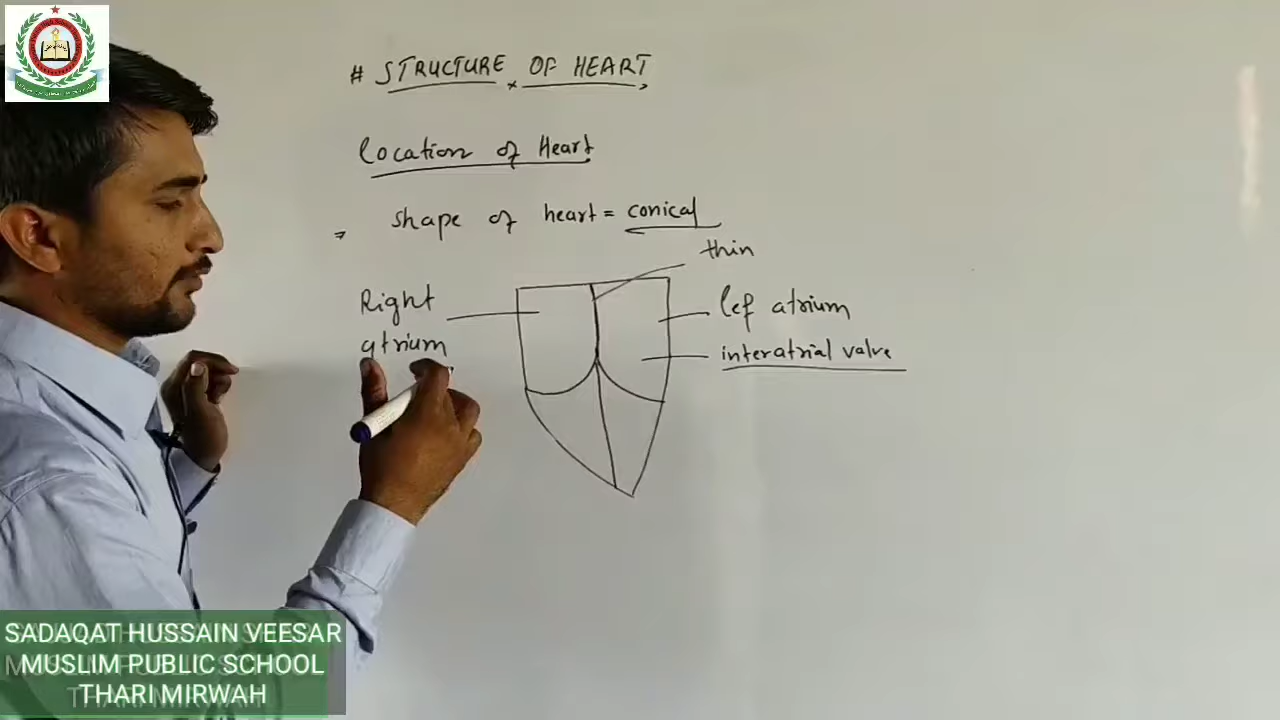 # STRUCTURE OF HEART
Location of Heart
shape of heart = conical
thin
Right
atrium
lef atrium
interatrial valve
SADAQAT HUSSAIN VEESAR
MUSLIM PUBLIC SCHOOL
THARI MIRWAH